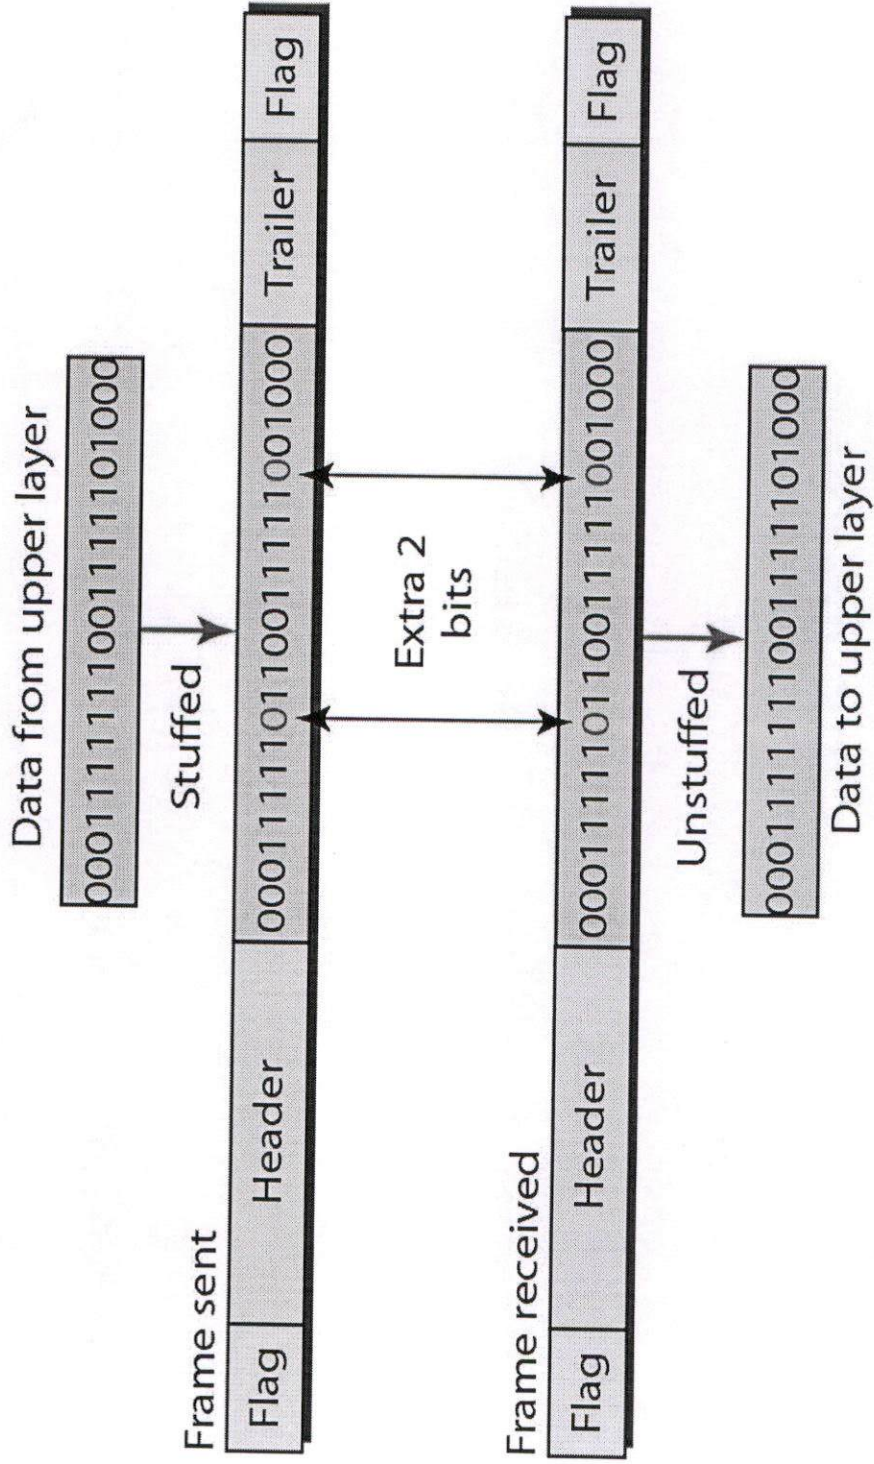 Data from upper layer
0001111111001111101000
Stuffed
Frame sent
Flag Header 000111110110011111001000 Trailer Flag
Extra 2
bits
Frame received
Flag Header 000111110110011111001000 Trailer Flag
Unstuffed
0001111111001111101000
Data to upper layer